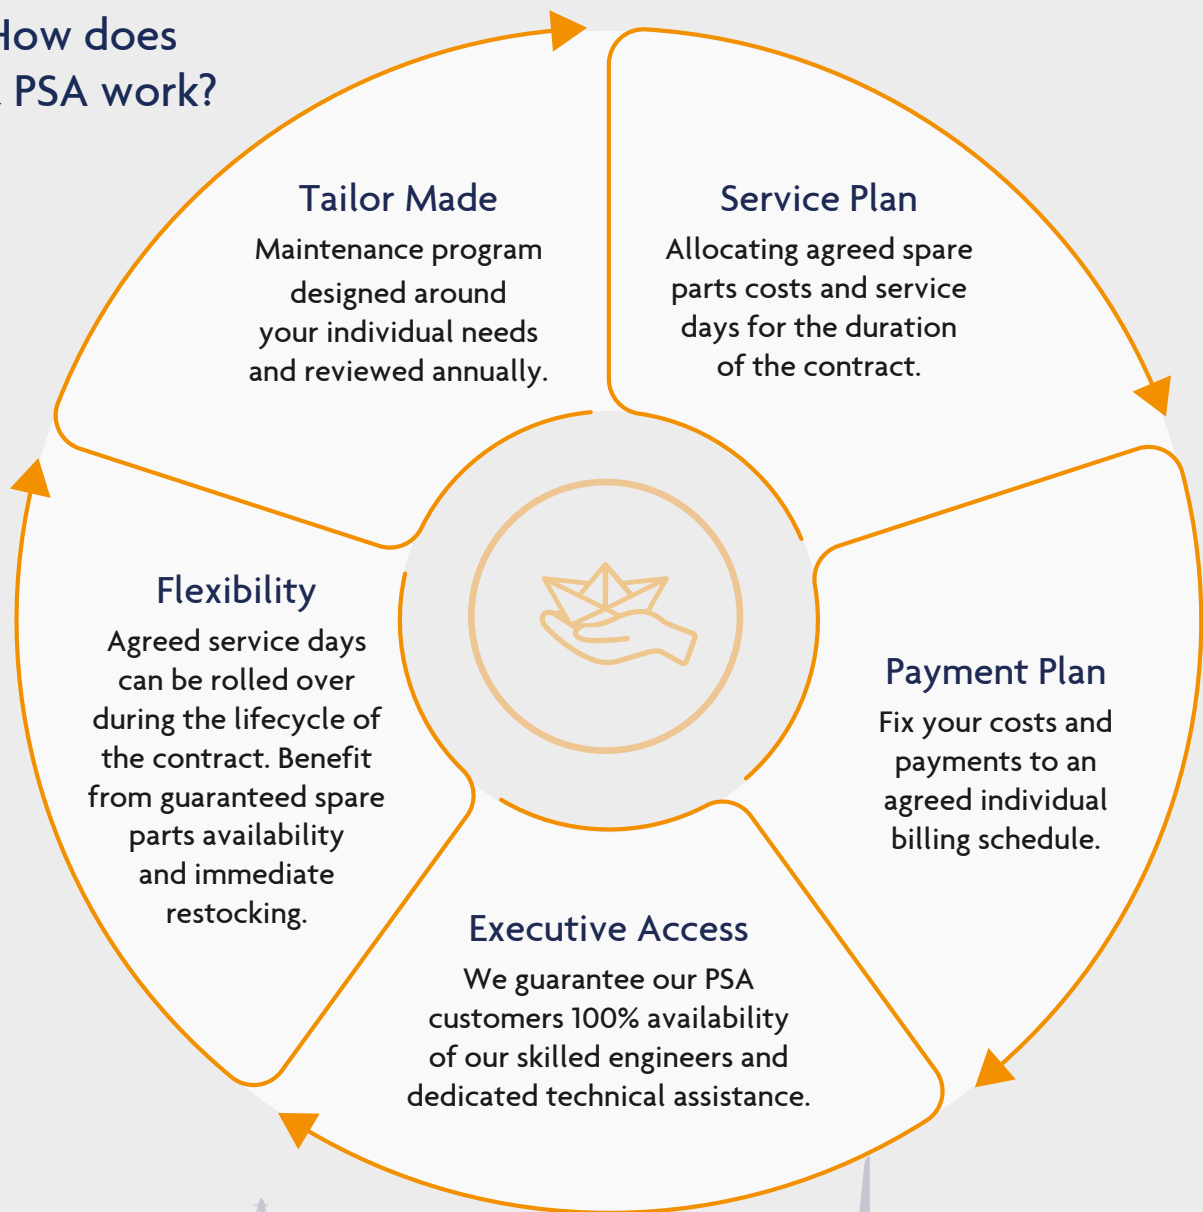 How does
PSA work?
Tailor Made
Maintenance program
designed around
your individual needs
and reviewed annually.
Service Plan
Allocating agreed spare
parts costs and service
days for the duration
of the contract.
Payment Plan
Fix your costs and
payments to an
agreed individual
billing schedule.
Executive Access
We guarantee our PSA
customers 100% availability
of our skilled engineers and
dedicated technical assistance.
Flexibility
Agreed service days
can be rolled over
during the lifecycle of
the contract. Benefit
from guaranteed spare
parts availability
and immediate
restocking.